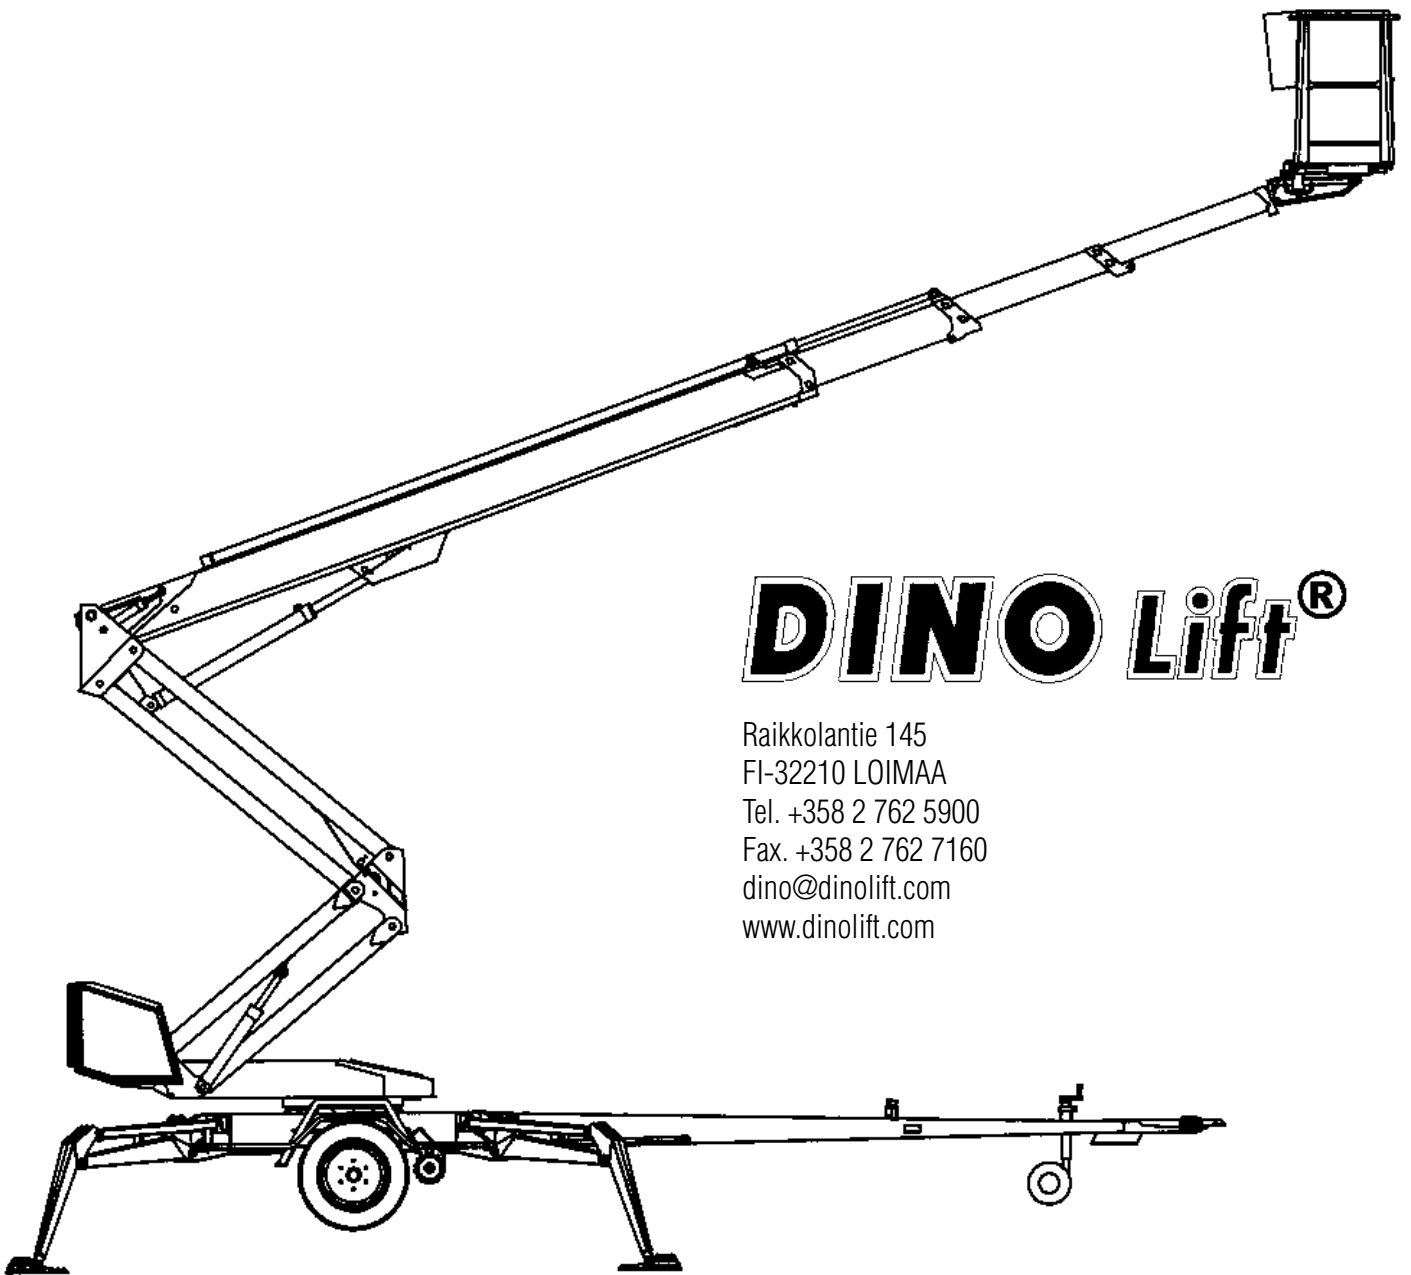 DINO Lift®
Raikkolantie 145
FI-32210 LOIMAA
Tel. +358 2 762 5900
Fax. +358 2 762 7160
dino@dinolift.com
www.dinolift.com